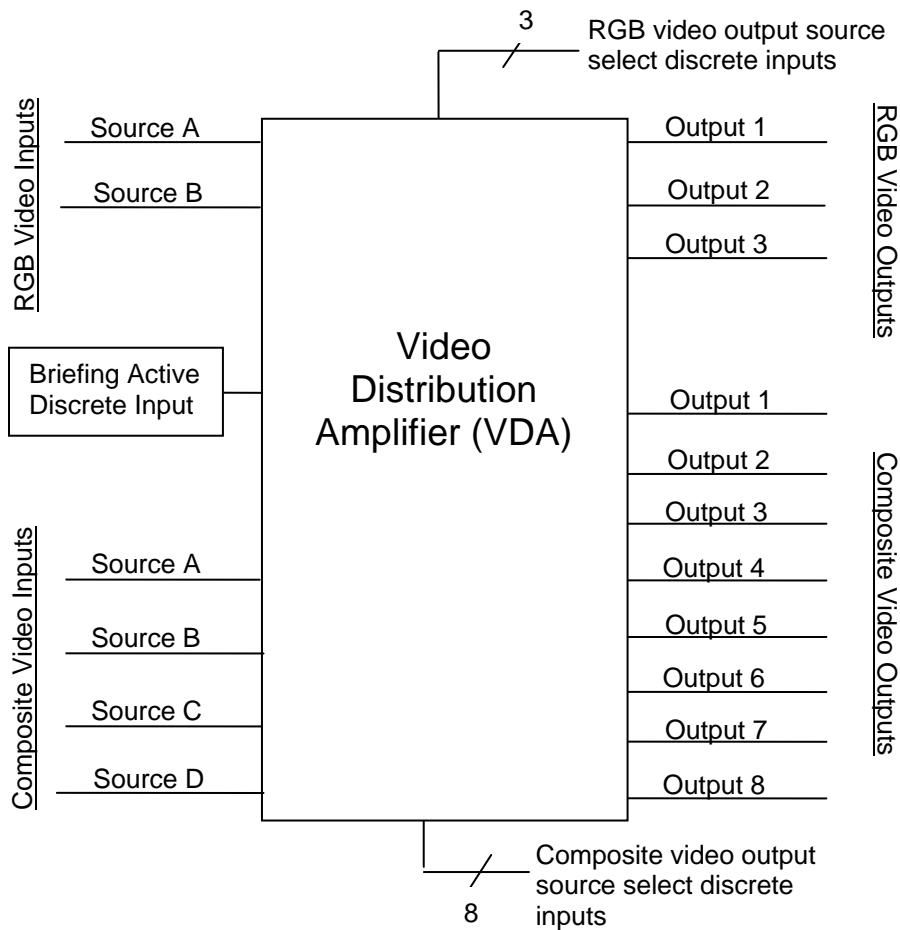 3
RGB video output source
select discrete inputs
RGB Video Inputs
Source A
Source B
Output 1
Output 2
Output 3
RGB Video Outputs
Briefing Active
Discrete Input
Video
Distribution
Amplifier (VDA)
Composite Video Inputs
Source A
Source B
Source C
Source D
Output 1
Output 2
Output 3
Output 4
Output 5
Output 6
Output 7
Output 8
Composite Video Outputs
8
Composite video output
source select discrete
inputs